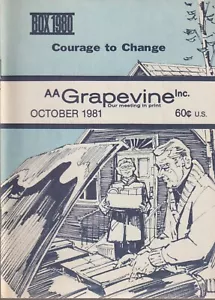 BOX 1980
Courage to Change
AA Grapevine Inc.
Our meeting in print
OCTOBER 1981 60¢ U.S.